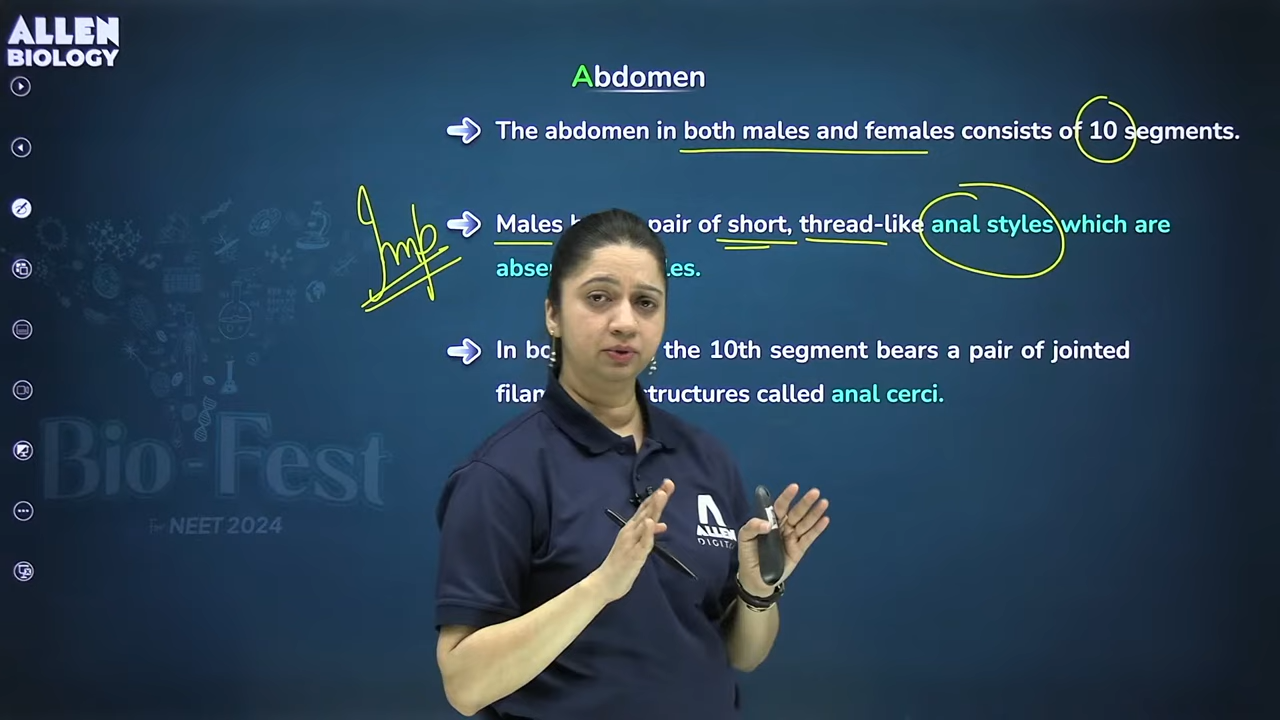 ALLEN
BIOLOGY
Abdomen
The abdomen in both males and females consists of 10 segments.
Imp
Males pair of short, thread-like anal styles which are
In the 10th segment bears a pair of jointed
structures called anal cerci.
Bio-Fest
For NEET 2024
ALLEN